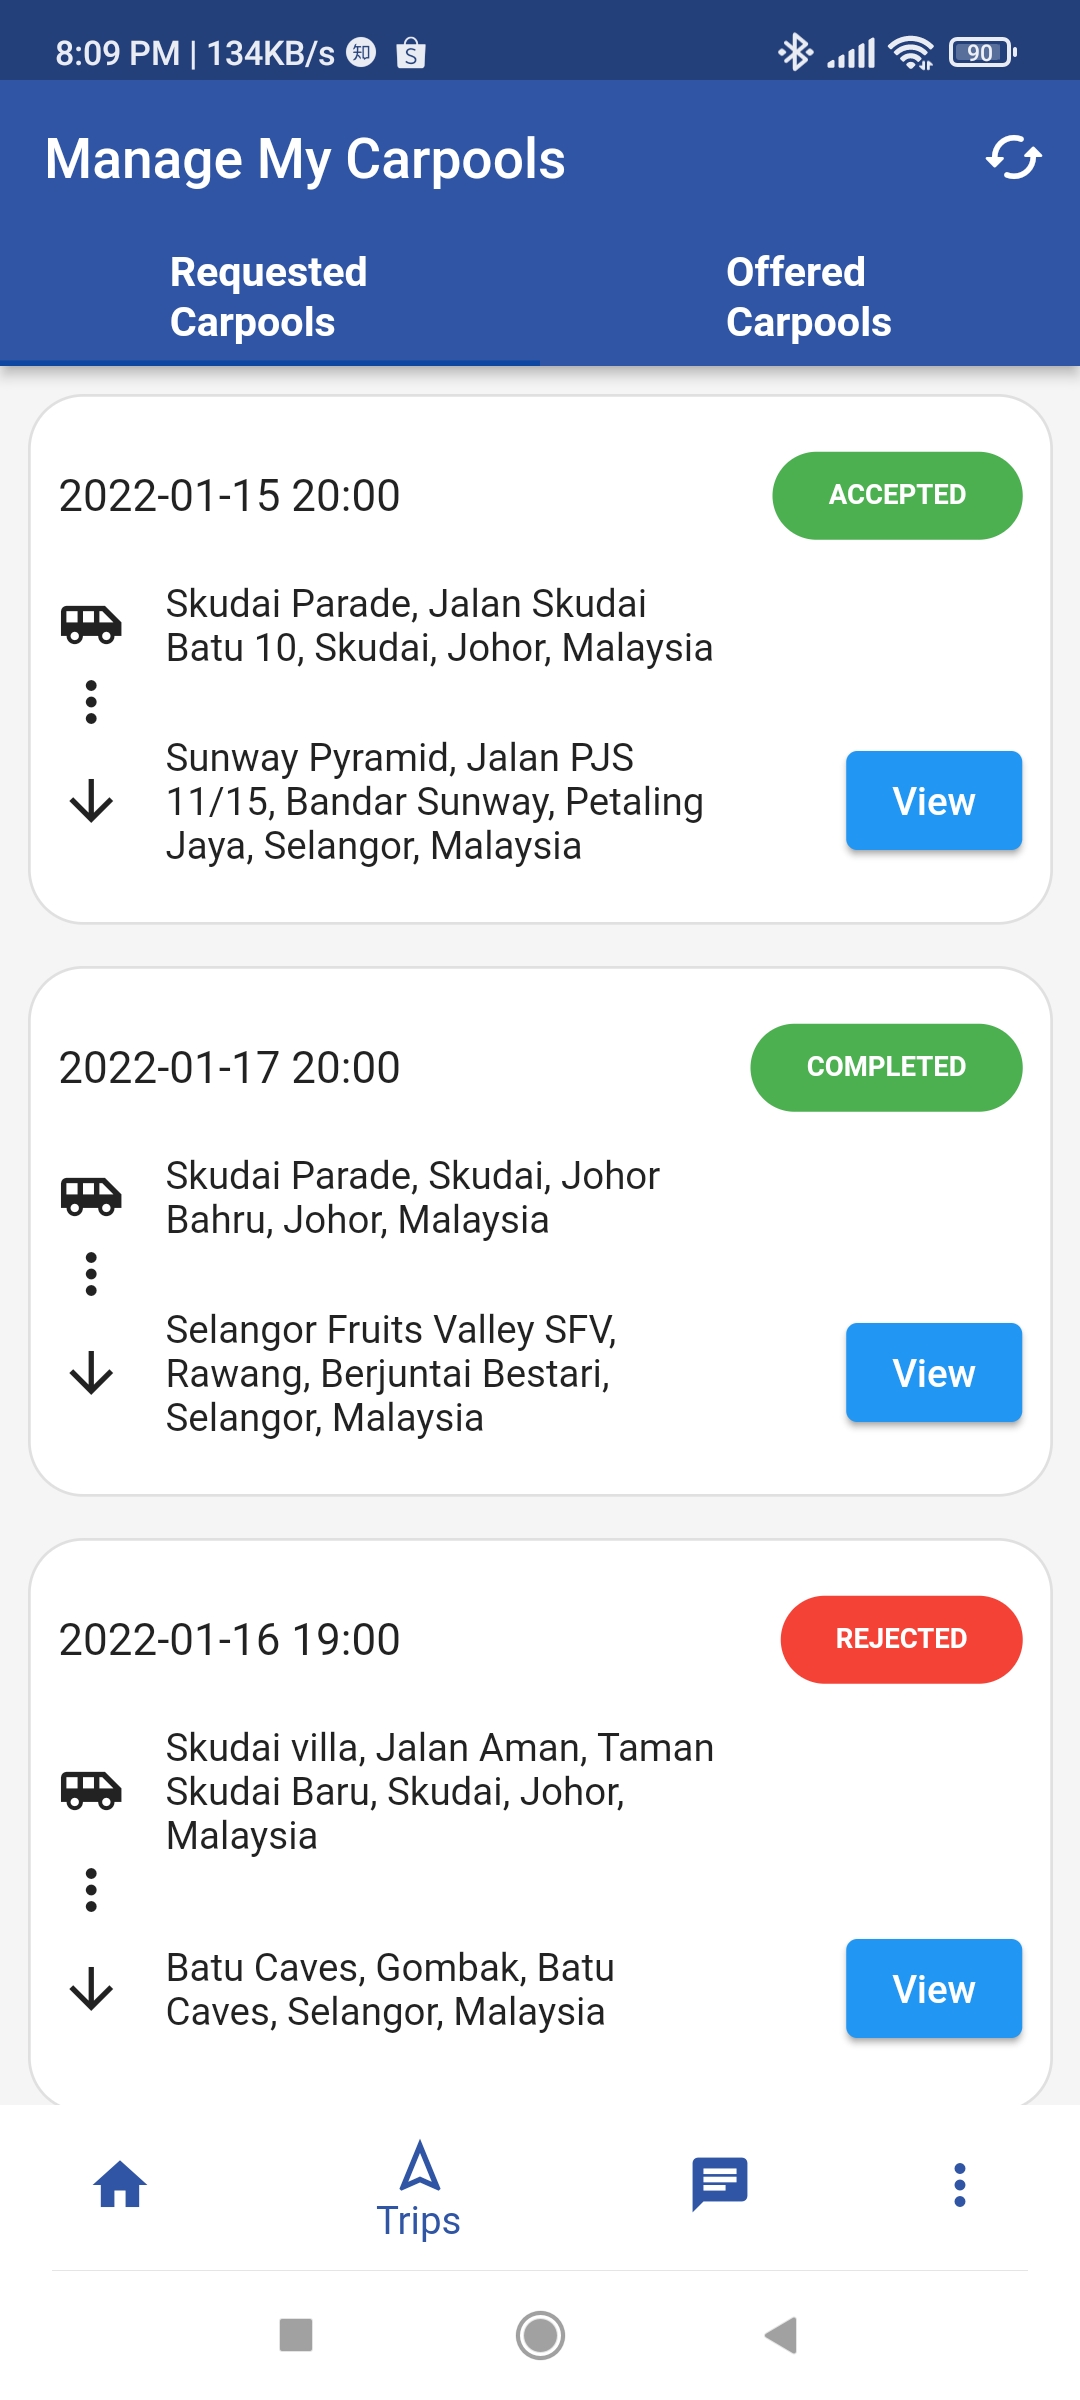 8:09 PM | 134KB/s 知 S 90
Manage My Carpools
Requested
Carpools
Offered
Carpools
2022-01-15 20:00
ACCEPTED
Skudai Parade, Jalan Skudai
Batu 10, Skudai, Johor, Malaysia
Sunway Pyramid, Jalan PJS
11/15, Bandar Sunway, Petaling
Jaya, Selangor, Malaysia
View
2022-01-17 20:00
COMPLETED
Skudai Parade, Skudai, Johor
Bahru, Johor, Malaysia
Selangor Fruits Valley SFV,
Rawang, Berjuntai Bestari,
Selangor, Malaysia
View
2022-01-16 19:00
REJECTED
Skudai villa, Jalan Aman, Taman
Skudai Baru, Skudai, Johor,
Malaysia
Batu Caves, Gombak, Batu
Caves, Selangor, Malaysia
View
Trips